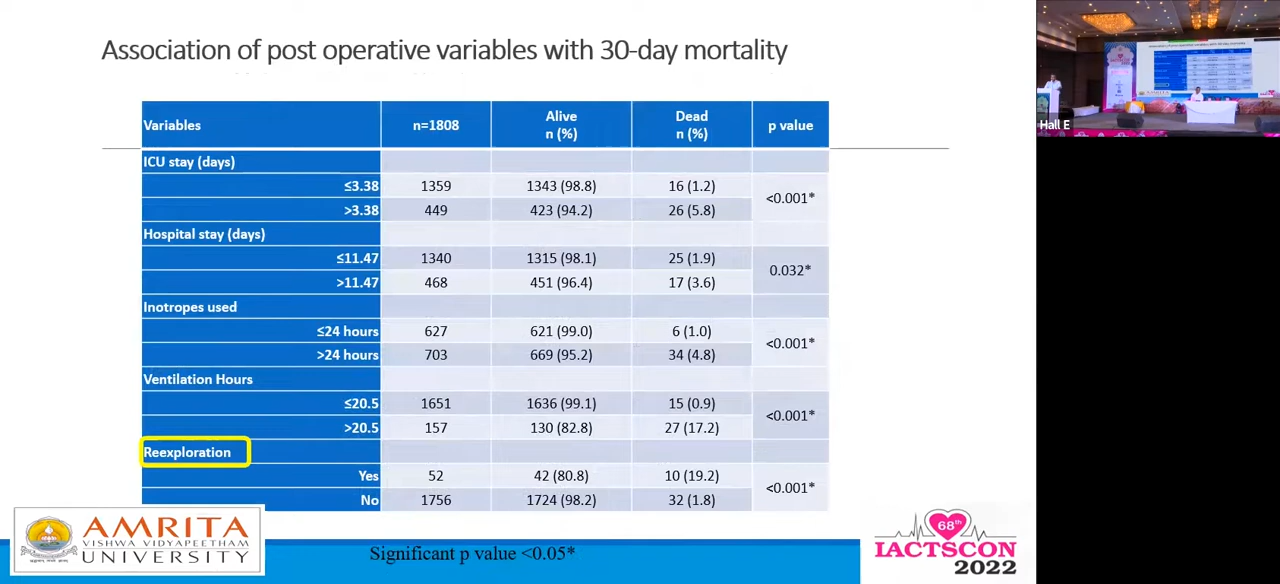 Association of post operative variables with 30-day mortality
Variables n=1808 Alive n (%) Dead n (%) p value
ICU stay (days)
≤3.38 1359 1343 (98.8) 16 (1.2) <0.001*
>3.38 449 423 (94.2) 26 (5.8)
Hospital stay (days)
≤11.47 1340 1315 (98.1) 25 (1.9) 0.032*
>11.47 468 451 (96.4) 17 (3.6)
Inotropes used
≤24 hours 627 621 (99.0) 6 (1.0) <0.001*
>24 hours 703 669 (95.2) 34 (4.8)
Ventilation Hours
≤20.5 1651 1636 (99.1) 15 (0.9) <0.001*
>20.5 157 130 (82.8) 27 (17.2)
Reexploration
Yes 52 42 (80.8) 10 (19.2) <0.001*
No 1756 1724 (98.2) 32 (1.8)
AMRITA
VISHWA VIDYAPEETHAM
UNIVERSITY
Significant p value <0.05*
68th
IACTSCON
2022
Hall E